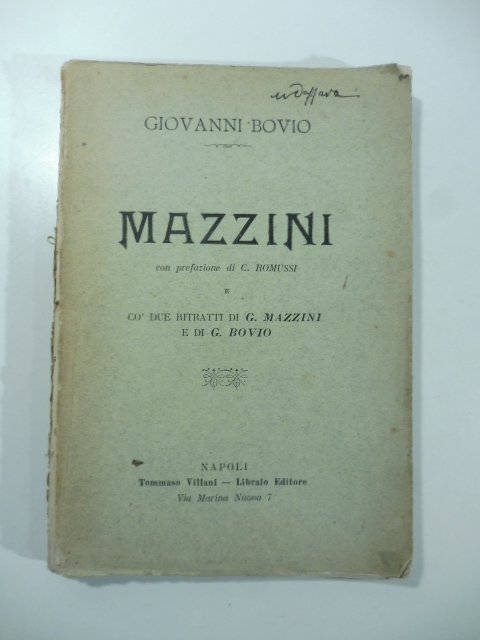 GIOVANNI BOVIO
MAZZINI
con prefazione di C. ROMUSSI
E
CO' DUE RITRATTI DI G. MAZZINI
E DI G. BOVIO
NAPOLI
Tommaso Villani — Libraio Editore
Via Marina Nuova 7